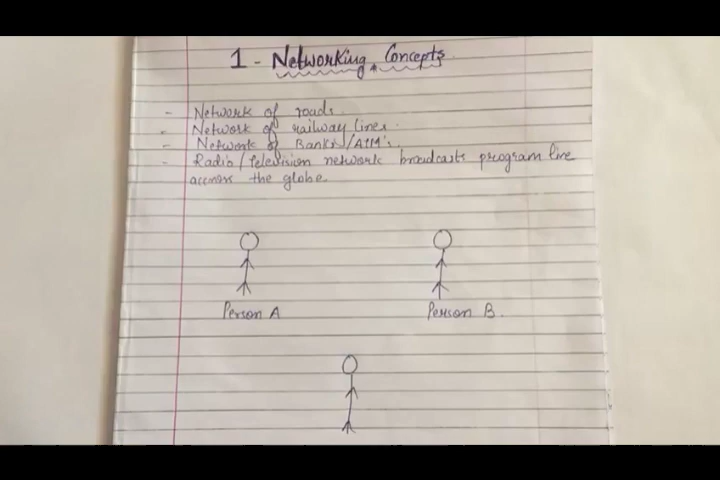 1 - Networking Concepts
- Network of roads.
- Network of railway lines.
- Network of Banks/ATM's.
- Radio/Television network broadcasts program live
accross the globe.
Person A Person B.